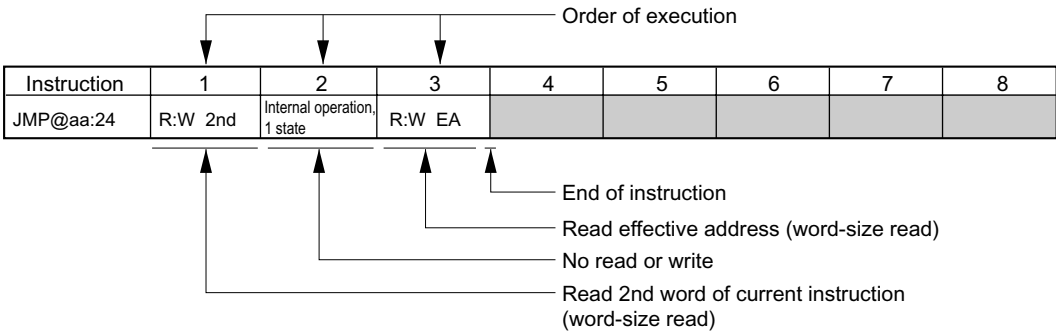 Order of execution
Instruction 1 2 3 4 5 6 7 8
JMP@aa:24 R:W 2nd Internal operation, 1 state R:W EA
End of instruction
Read effective address (word-size read)
No read or write
Read 2nd word of current instruction
(word-size read)